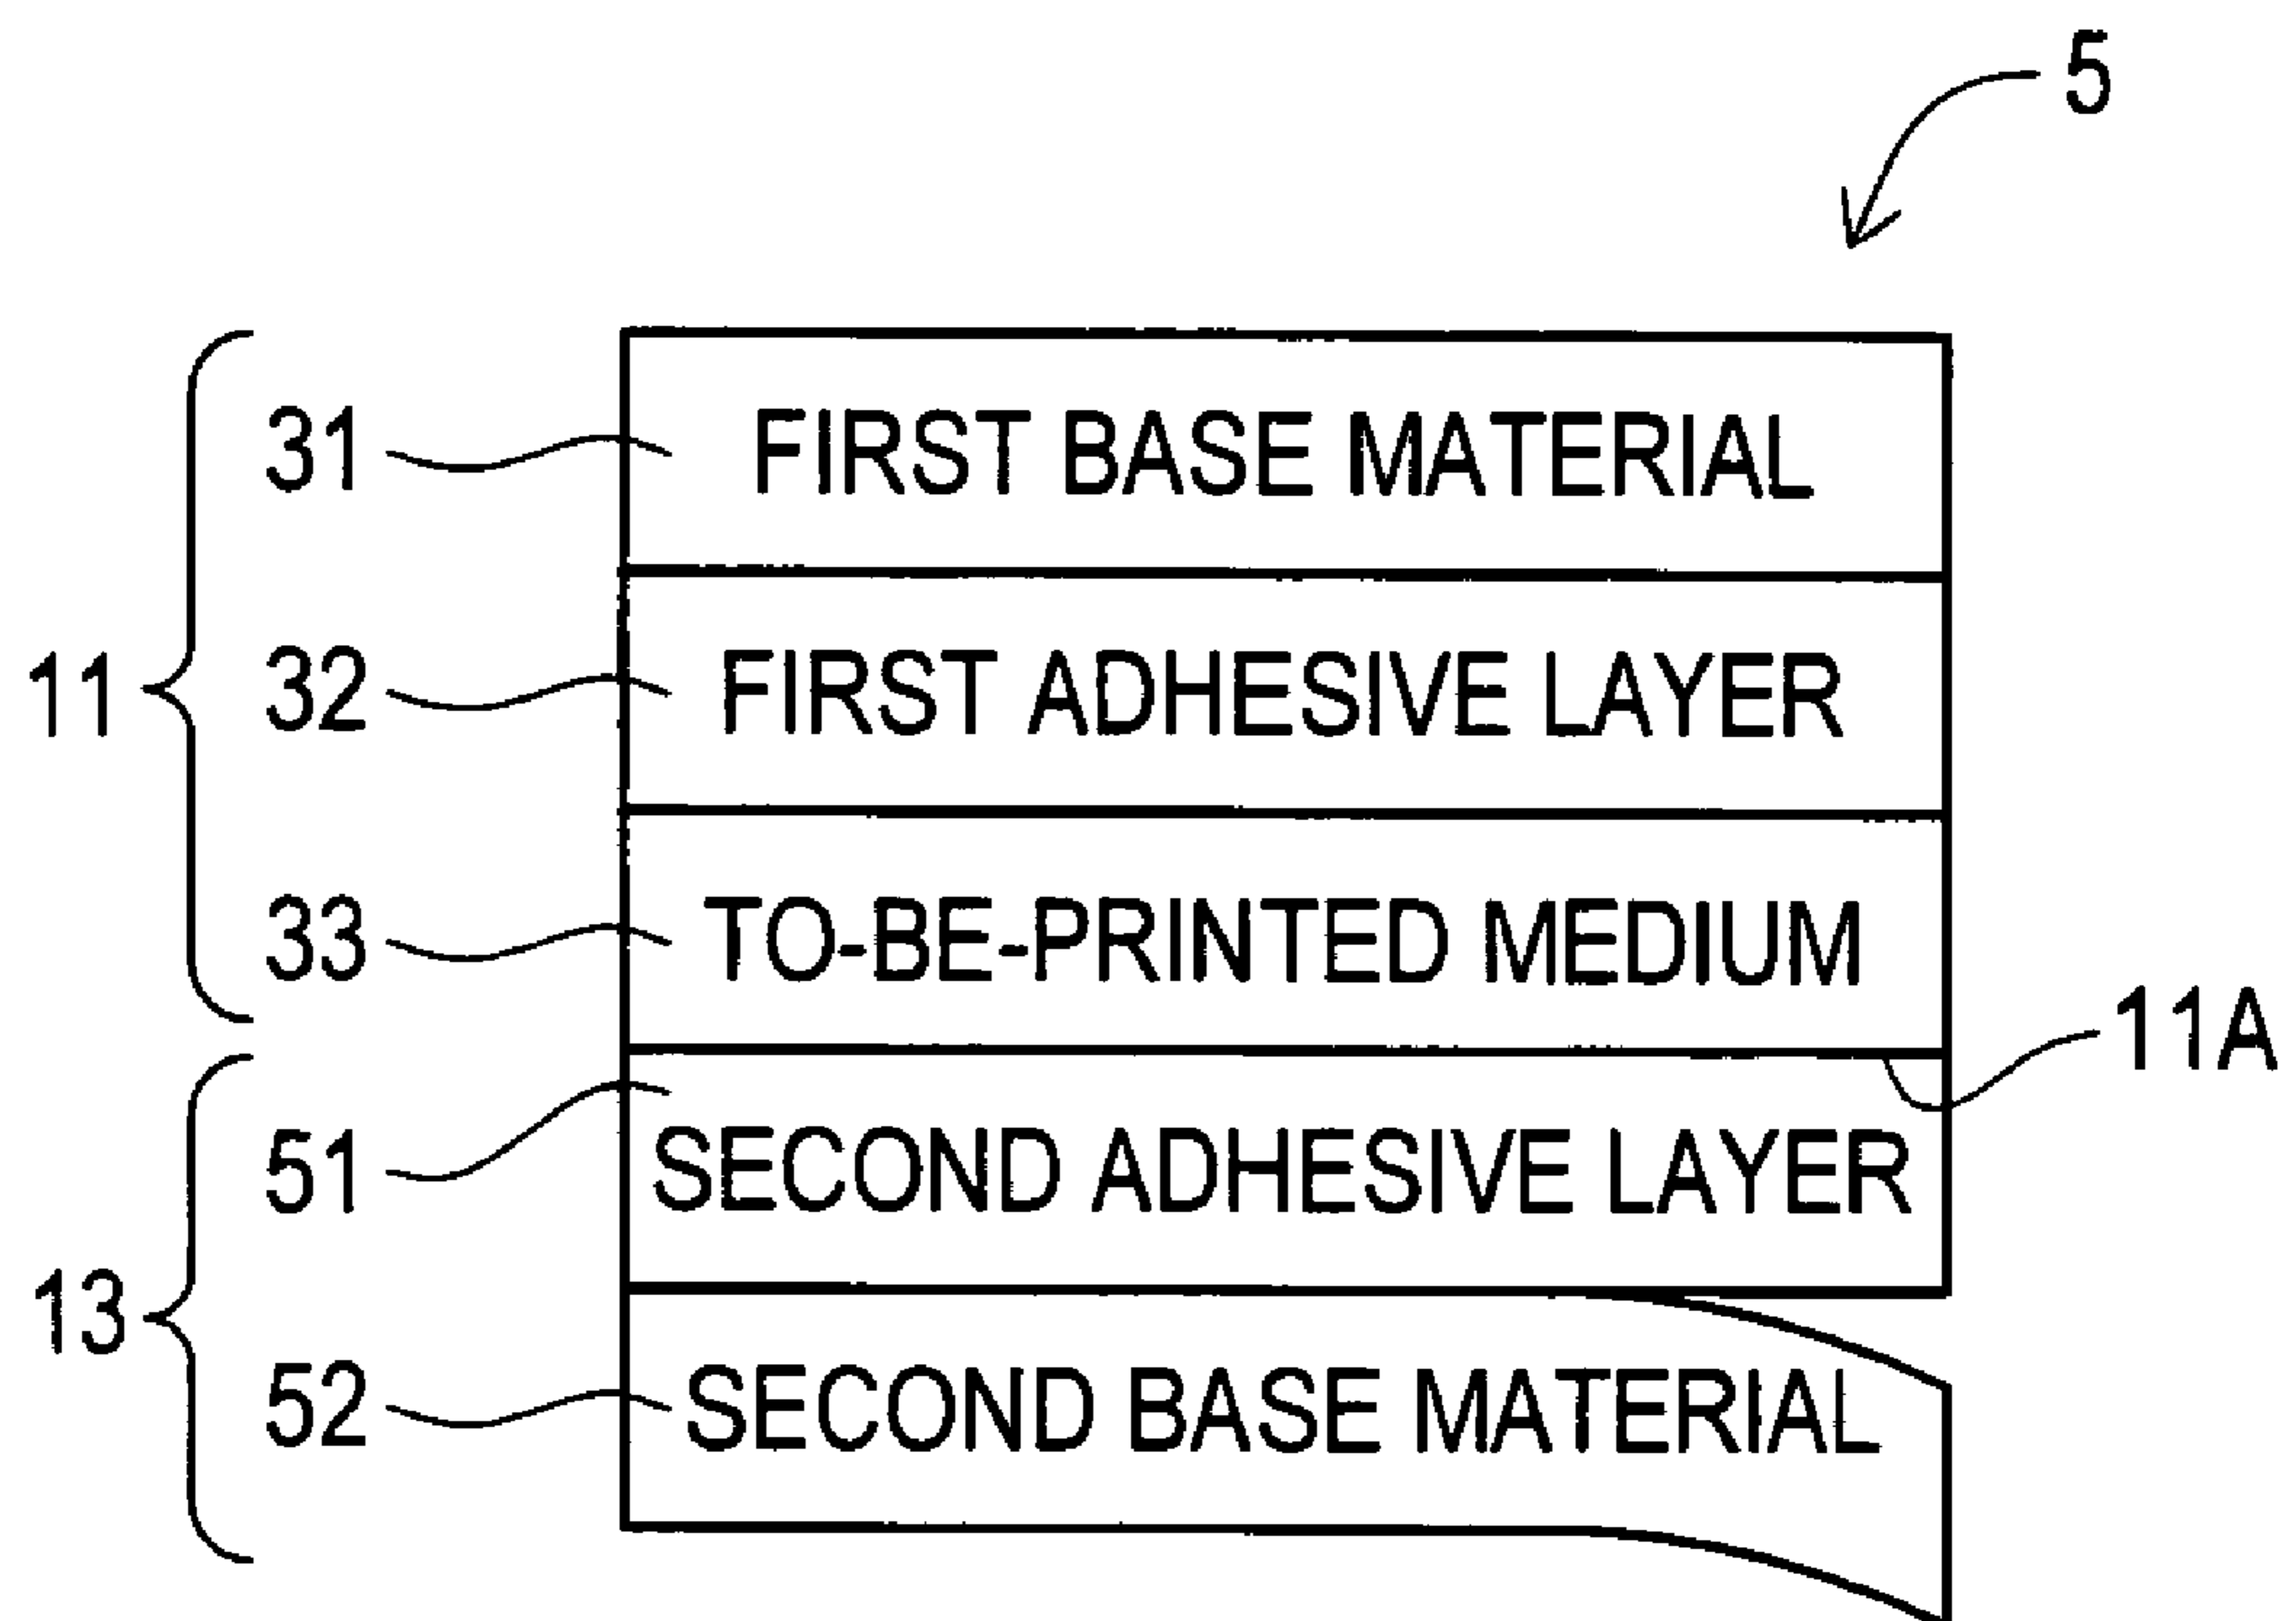 5
31 FIRST BASE MATERIAL
11 32 FIRST ADHESIVE LAYER
33 TO-BE-PRINTED MEDIUM
11A
51 SECOND ADHESIVE LAYER
13
52 SECOND BASE MATERIAL